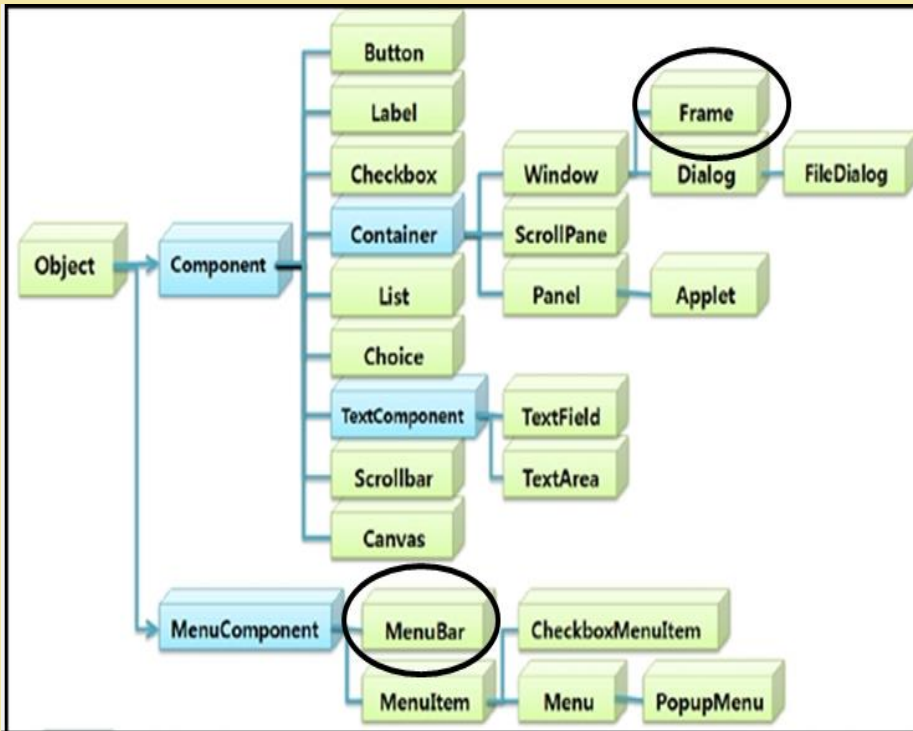 Button
Label
Frame
Checkbox
Window
Dialog
FileDialog
Object
Component
Container
ScrollPane
List
Panel
Applet
Choice
TextComponent
TextField
Scrollbar
TextArea
Canvas
MenuComponent
MenuBar
CheckboxMenuItem
MenuItem
Menu
PopupMenu